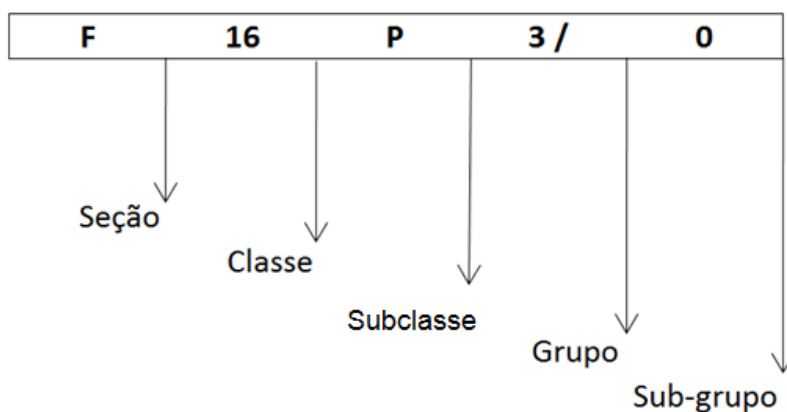 F 16 P 3 / 0
Seção
Classe
Subclasse
Grupo
Sub-grupo